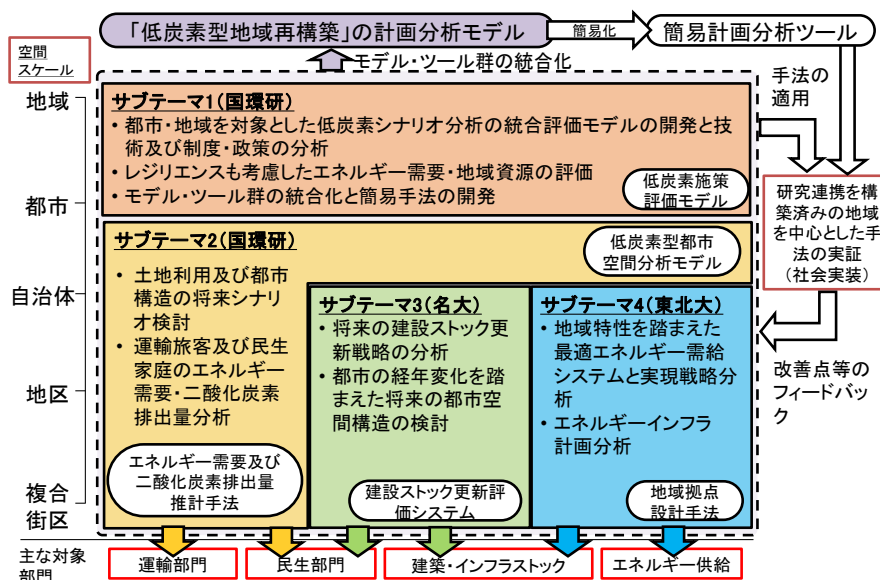 「低炭素型地域再構築」の計画分析モデル
簡易化
簡易計画分析ツール
空間
スケール
モデル・ツール群の統合化
手法の
適用
地域
都市
自治体
地区
複合
街区
サブテーマ1(国環研)
• 都市・地域を対象とした低炭素シナリオ分析の統合評価モデルの開発と技
術及び制度・政策の分析
• レジリエンスも考慮したエネルギー需要・地域資源の評価
• モデル・ツール群の統合化と簡易手法の開発
低炭素施策
評価モデル
サブテーマ2(国環研)
低炭素型都市
空間分析モデル
• 土地利用及び都市
構造の将来シナリ
オ検討
• 運輸旅客及び民生
家庭のエネルギー
需要・二酸化炭素
排出量分析
エネルギー需要及び
二酸化炭素排出量
推計手法
サブテーマ3(名大)
• 将来の建設ストック更
新戦略の分析
• 都市の経年変化を踏
まえた将来の都市空
間構造の検討
建設ストック更新評
価システム
サブテーマ4(東北大)
• 地域特性を踏まえた
最適エネルギー需給
システムと実現戦略分
析
• エネルギーインフラ
計画分析
地域拠点
設計手法
研究連携を構
築済みの地域
を中心とした手
法の実証
(社会実装)
改善点等の
フィードバッ
ク
主な対象
部門
運輸部門
民生部門
建築・インフラストック
エネルギー供給